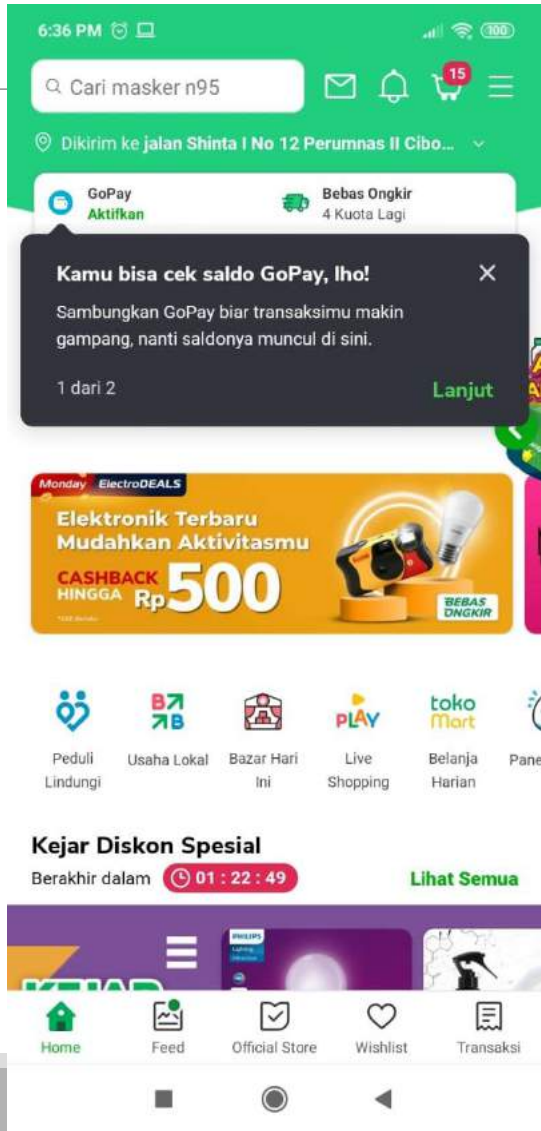 6:36 PM
100
Cari masker n95
15
Dikirim ke jalan Shinta I No 12 Perumnas II Cibo...
GoPay
Aktifkan
Bebas Ongkir
4 Kuota Lagi
Kamu bisa cek saldo GoPay, lho!
Sambungkan GoPay biar transaksimu makin
gampang, nanti saldonya muncul di sini.
1 dari 2
Lanjut
Monday ElectroDEALS
Elektronik Terbaru
Mudahkan Aktivitasmu
CASHBACK
HINGGA Rp500
BEBAS
ONGKIR
Peduli
Lindungi
Usaha Lokal
Bazar Hari
Ini
PLAY
Live
Shopping
toko
Mart
Belanja
Harian
Pane
Kejar Diskon Spesial
Berakhir dalam 01 : 22 : 49
Lihat Semua
PHILIPS
KEJAR
Home
Feed
Official Store
Wishlist
Transaksi